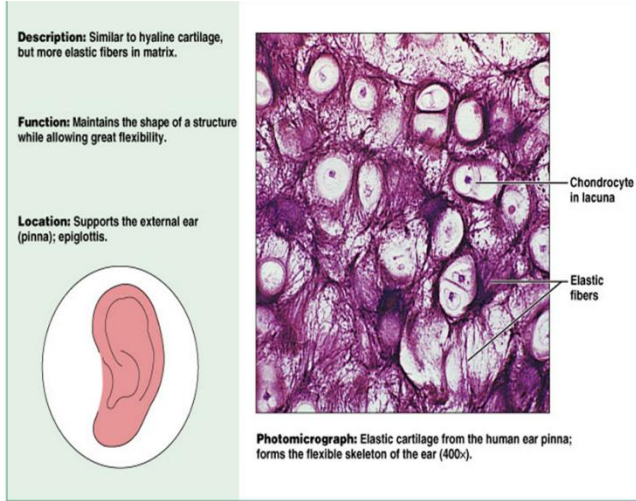 Description: Similar to hyaline cartilage,
but more elastic fibers in matrix.
Function: Maintains the shape of a structure
while allowing great flexibility.
Location: Supports the external ear
(pinna); epiglottis.
Chondrocyte
in lacuna
Elastic
fibers
Photomicrograph: Elastic cartilage from the human ear pinna;
forms the flexible skeleton of the ear (400×).